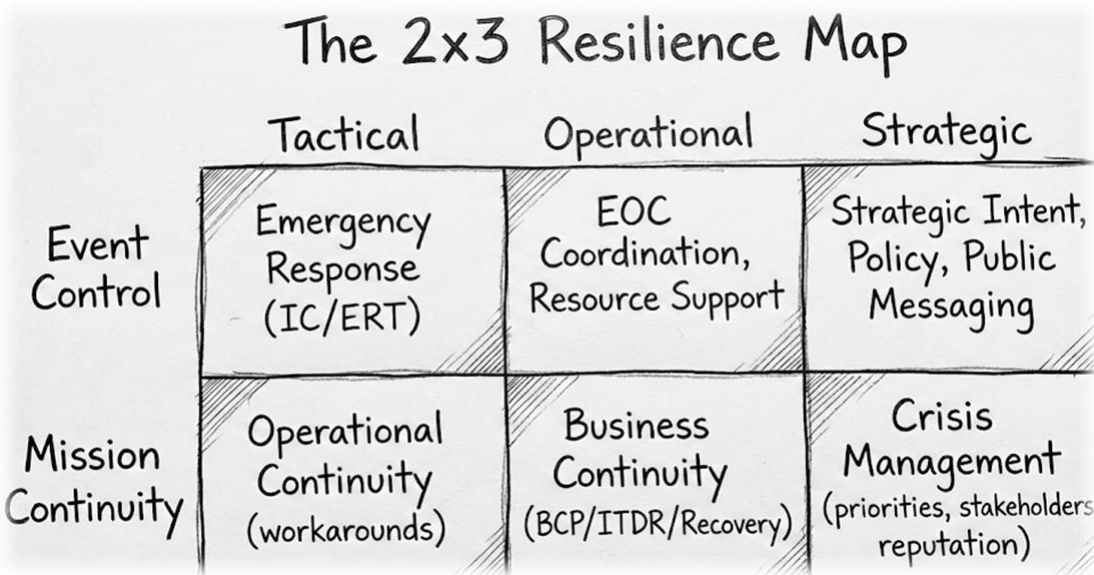 The 2x3 Resilience Map
Tactical
Operational
Strategic
Event
Control
Emergency
Response
(IC/ERT)
EOC
Coordination,
Resource Support
Strategic Intent,
Policy, Public
Messaging
Mission
Continuity
Operational
Continuity
(workarounds)
Business
Continuity
(BCP/ITDR/Recovery)
Crisis
Management
(priorities, stakeholders
reputation)